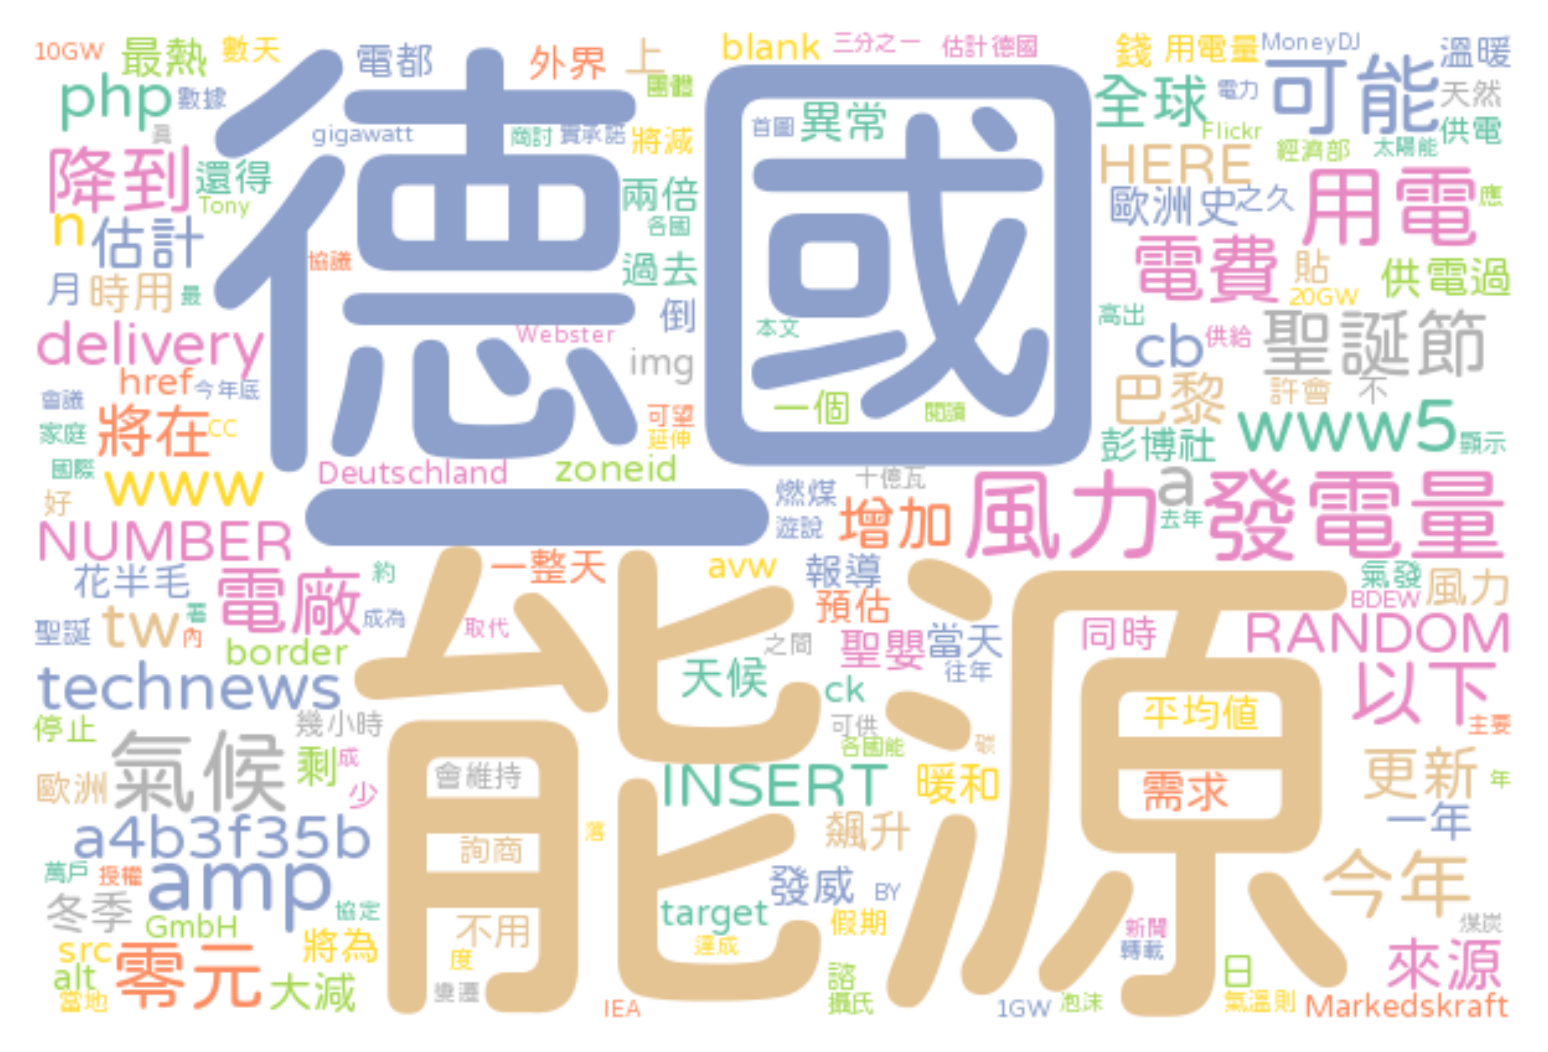 10GW 最熱 數天 電都 外界 上 blank 三分之一 估計德國 錢 用電量 MoneyDJ 溫暖
php 數據 團體 全球 電力 可能 天然
gigawatt 商討 實承諾 將減 首圖 異常 Flickr 經濟部 太陽能 供電
降到 還得 兩倍 HERE 用電 應
Tony 各國 歐洲史 之久
n 估計 協議 過去 電費 貼 供電過
月 時用 最 倒 本文 高出 20GW
德國
delivery Webster img cb 供給 聖誕節
href 今年底 一個 閱讀 巴黎 許會 不
會議 將在 CC 可望 延伸 彭博社 www5 顯示
家庭 國際 www Deutschland zoneid 十億瓦 a
好 一 燃煤 遊說 增加 風力 去年 發電量
NUMBER 一整天 avw 報導 氣發 風力
花半毛 電廠 約 預估 BDEW
聖誕 tw 著 內 成為 取代 之間 聖嬰 當天 同時 RANDOM
border 天候 往年
technews ck 以下
停止 幾小時 可供 平均值 主要
能源
氣候 剩 成 各國能
歐洲 少 會維持 INSERT 暖和 需求 更新 年
a4b3f35b 詢商 落 飆升 一年
萬戶 授權 amp 發威 BY 今年
冬季 GmbH 協定 不用 target 假期 新聞 煤炭
src 零元 將為 度 達成 轉載 來源
alt 大減 變遷 諮 日
當地 IEA 攝氏 1GW 泡沫 氣溫則 Markedskraft